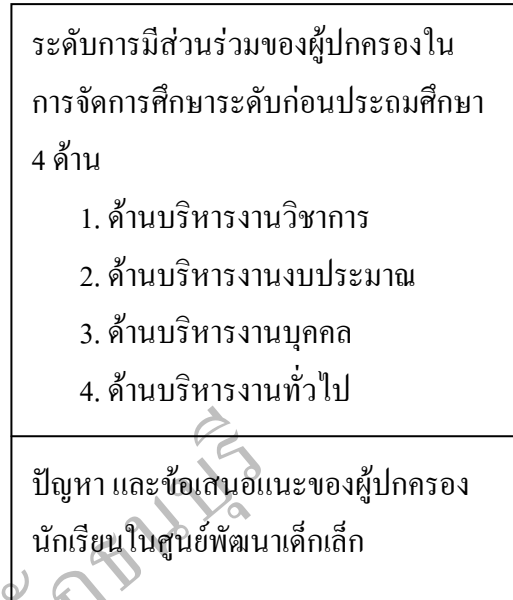 ระดับการมีส่วนร่วมของผู้ปกครองใน
การจัดการศึกษาระดับก่อนประถมศึกษา
4 ด้าน
1. ด้านบริหารงานวิชาการ
2. ด้านบริหารงานงบประมาณ
3. ด้านบริหารงานบุคคล
4. ด้านบริหารงานทั่วไป
ปัญหา และข้อเสนอแนะของผู้ปกครอง
นักเรียนในศูนย์พัฒนาเด็กเล็ก